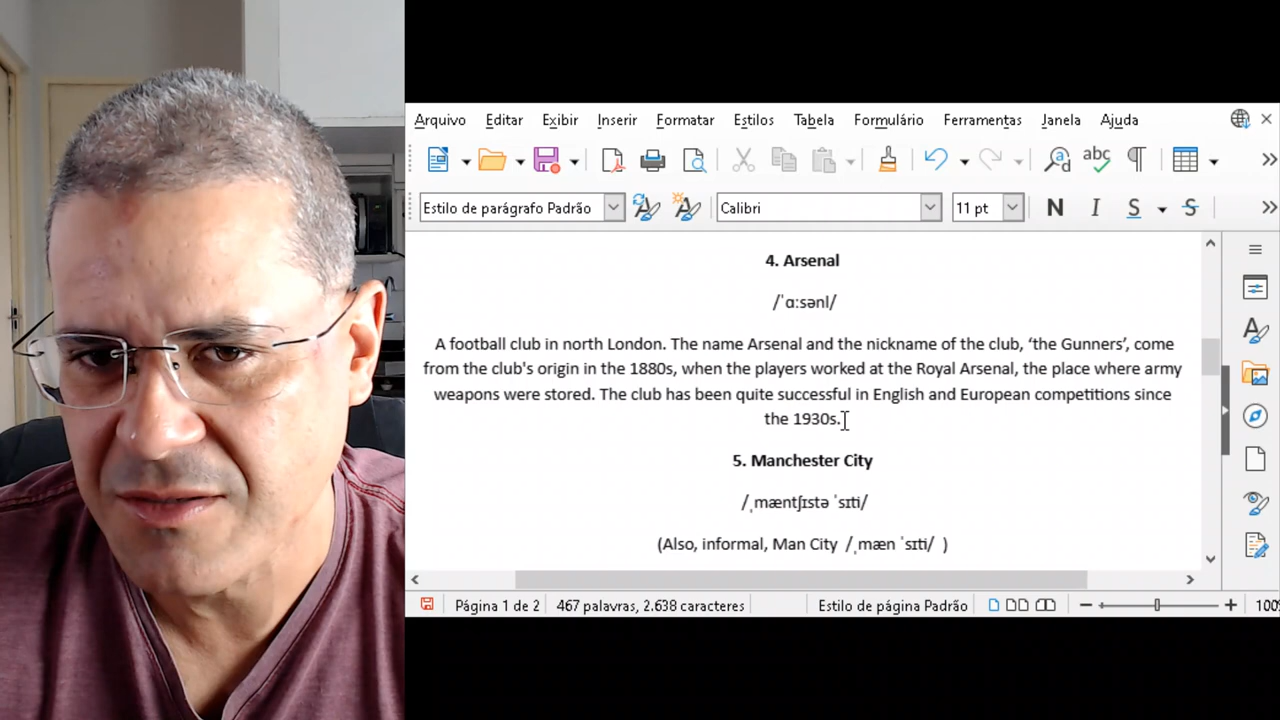 Arquivo Editar Exibir Inserir Formatar Estilos Tabela Formulário Ferramentas Janela Ajuda
Estilo de parágrafo Padrão Calibri 11 pt N I S S
4. Arsenal
/ˈɑːsənl/
A football club in north London. The name Arsenal and the nickname of the club, ‘the Gunners’, come
from the club's origin in the 1880s, when the players worked at the Royal Arsenal, the place where army
weapons were stored. The club has been quite successful in English and European competitions since
the 1930s.
5. Manchester City
/ˌmæntʃɪstə ˈsɪti/
(Also, informal, Man City /ˌmæn ˈsɪti/ )
Página 1 de 2 467 palavras, 2.638 caracteres Estilo de página Padrão 100